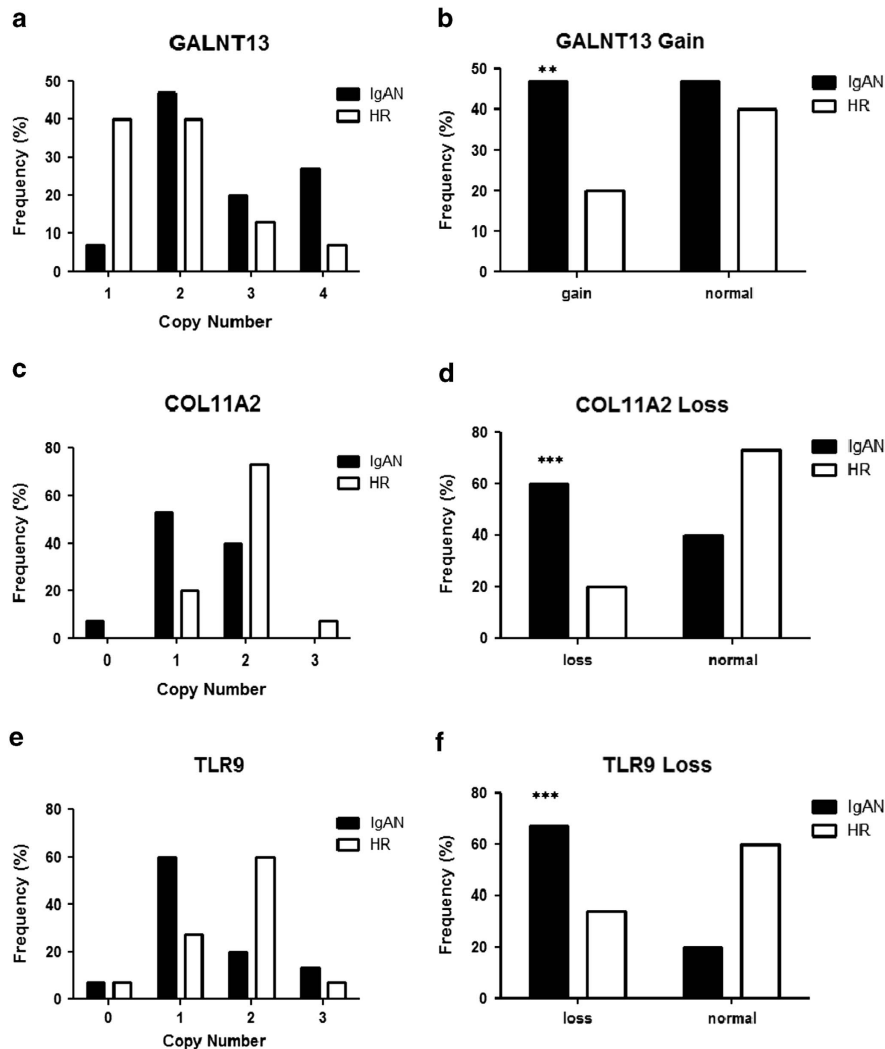 a
GALNT13
50
40
30
20
10
0
Frequency (%)
1 2 3 4
Copy Number
IgAN
HR
b
GALNT13 Gain
**
50
40
30
20
10
0
Frequency (%)
gain normal
IgAN
HR
c
COL11A2
80
60
40
20
0
Frequency (%)
0 1 2 3
Copy Number
IgAN
HR
d
COL11A2 Loss
***
80
60
40
20
0
Frequency (%)
loss normal
IgAN
HR
e
TLR9
80
60
40
20
0
Frequency (%)
0 1 2 3
Copy Number
IgAN
HR
f
TLR9 Loss
***
80
60
40
20
0
Frequency (%)
loss normal
IgAN
HR